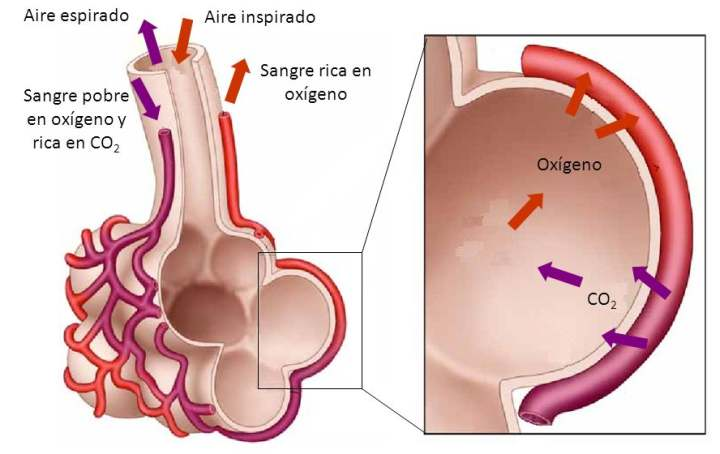 Aire espirado
Aire inspirado
Sangre rica en
oxígeno
Sangre pobre
en oxígeno y
rica en CO₂
Oxígeno
CO₂